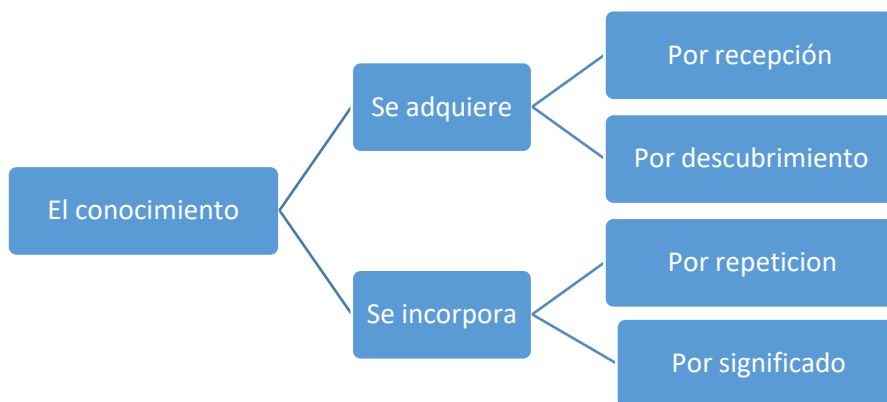 El conocimiento
Se adquiere
Por recepción
Por descubrimiento
Se incorpora
Por repeticion
Por significado